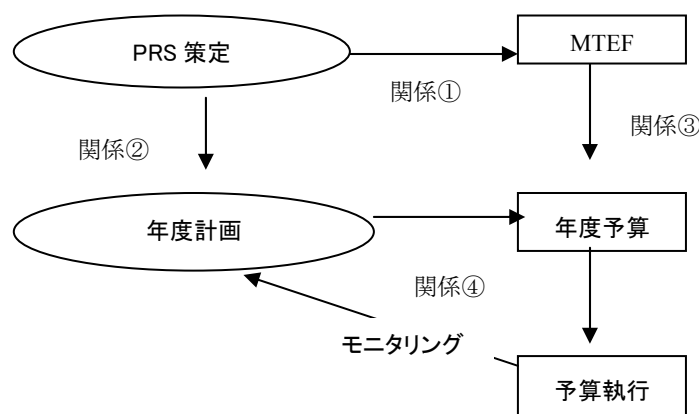 PRS 策定
MTEF
関係①
関係②
関係③
年度計画
年度予算
関係④
モニタリング
予算執行